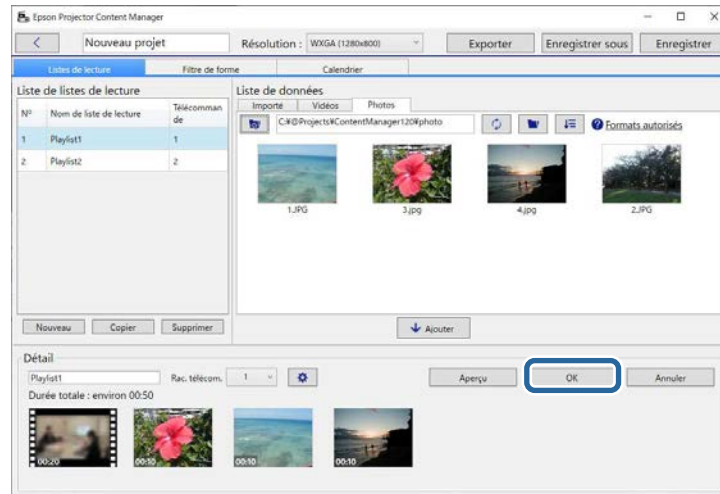 Epson Projector Content Manager
Nouveau projet Résolution : WXGA (1280x800) Exporter Enregistrer sous Enregistrer
Listes de lecture Filtre de forme Calendrier
Liste de listes de lecture
Nº Nom de liste de lecture Télécomman
de
1 Playlist1 1
2 Playlist2 2
Nouveau Copier Supprimer
Liste de données
Importé Vidéos Photos
C:¥@Projects¥ContentManager120¥photo Formats autorisés
1.JPG 3.jpg 4.jpg 2.JPG
Ajouter
Détail
Playlist1 Rac. télécom. 1 Aperçu OK Annuler
Durée totale : environ 00:50
00:20 00:10 00:10 00:10